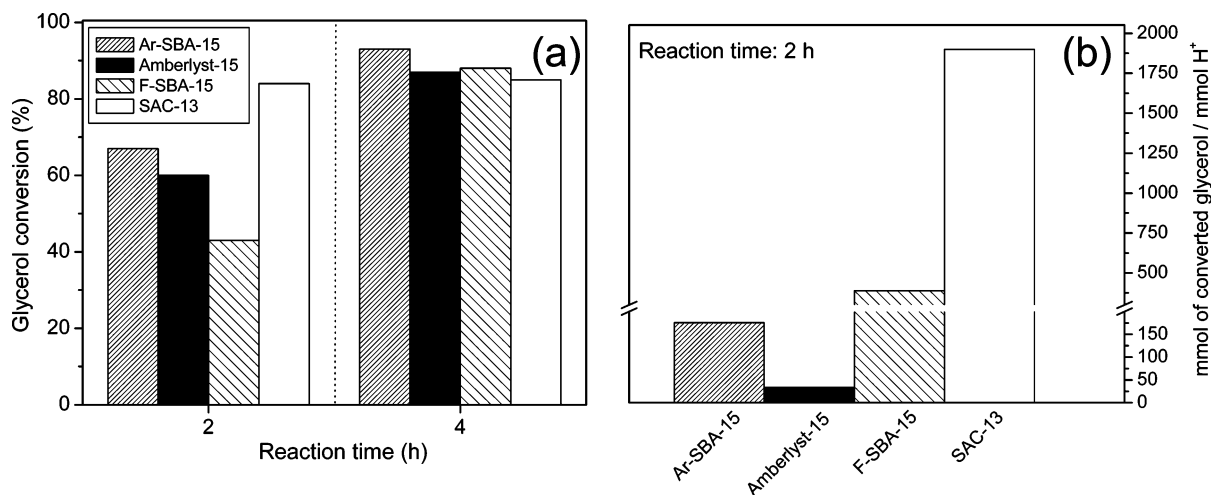 100
80
60
40
20
0
Glycerol conversion (%)
Ar-SBA-15
Amberlyst-15
F-SBA-15
SAC-13
(a)
2
4
Reaction time (h)
Reaction time: 2 h
(b)
2000
1750
1500
1250
1000
750
500
150
100
50
0
mmol of converted glycerol / mmol H⁺
Ar-SBA-15
Amberlyst-15
F-SBA-15
SAC-13